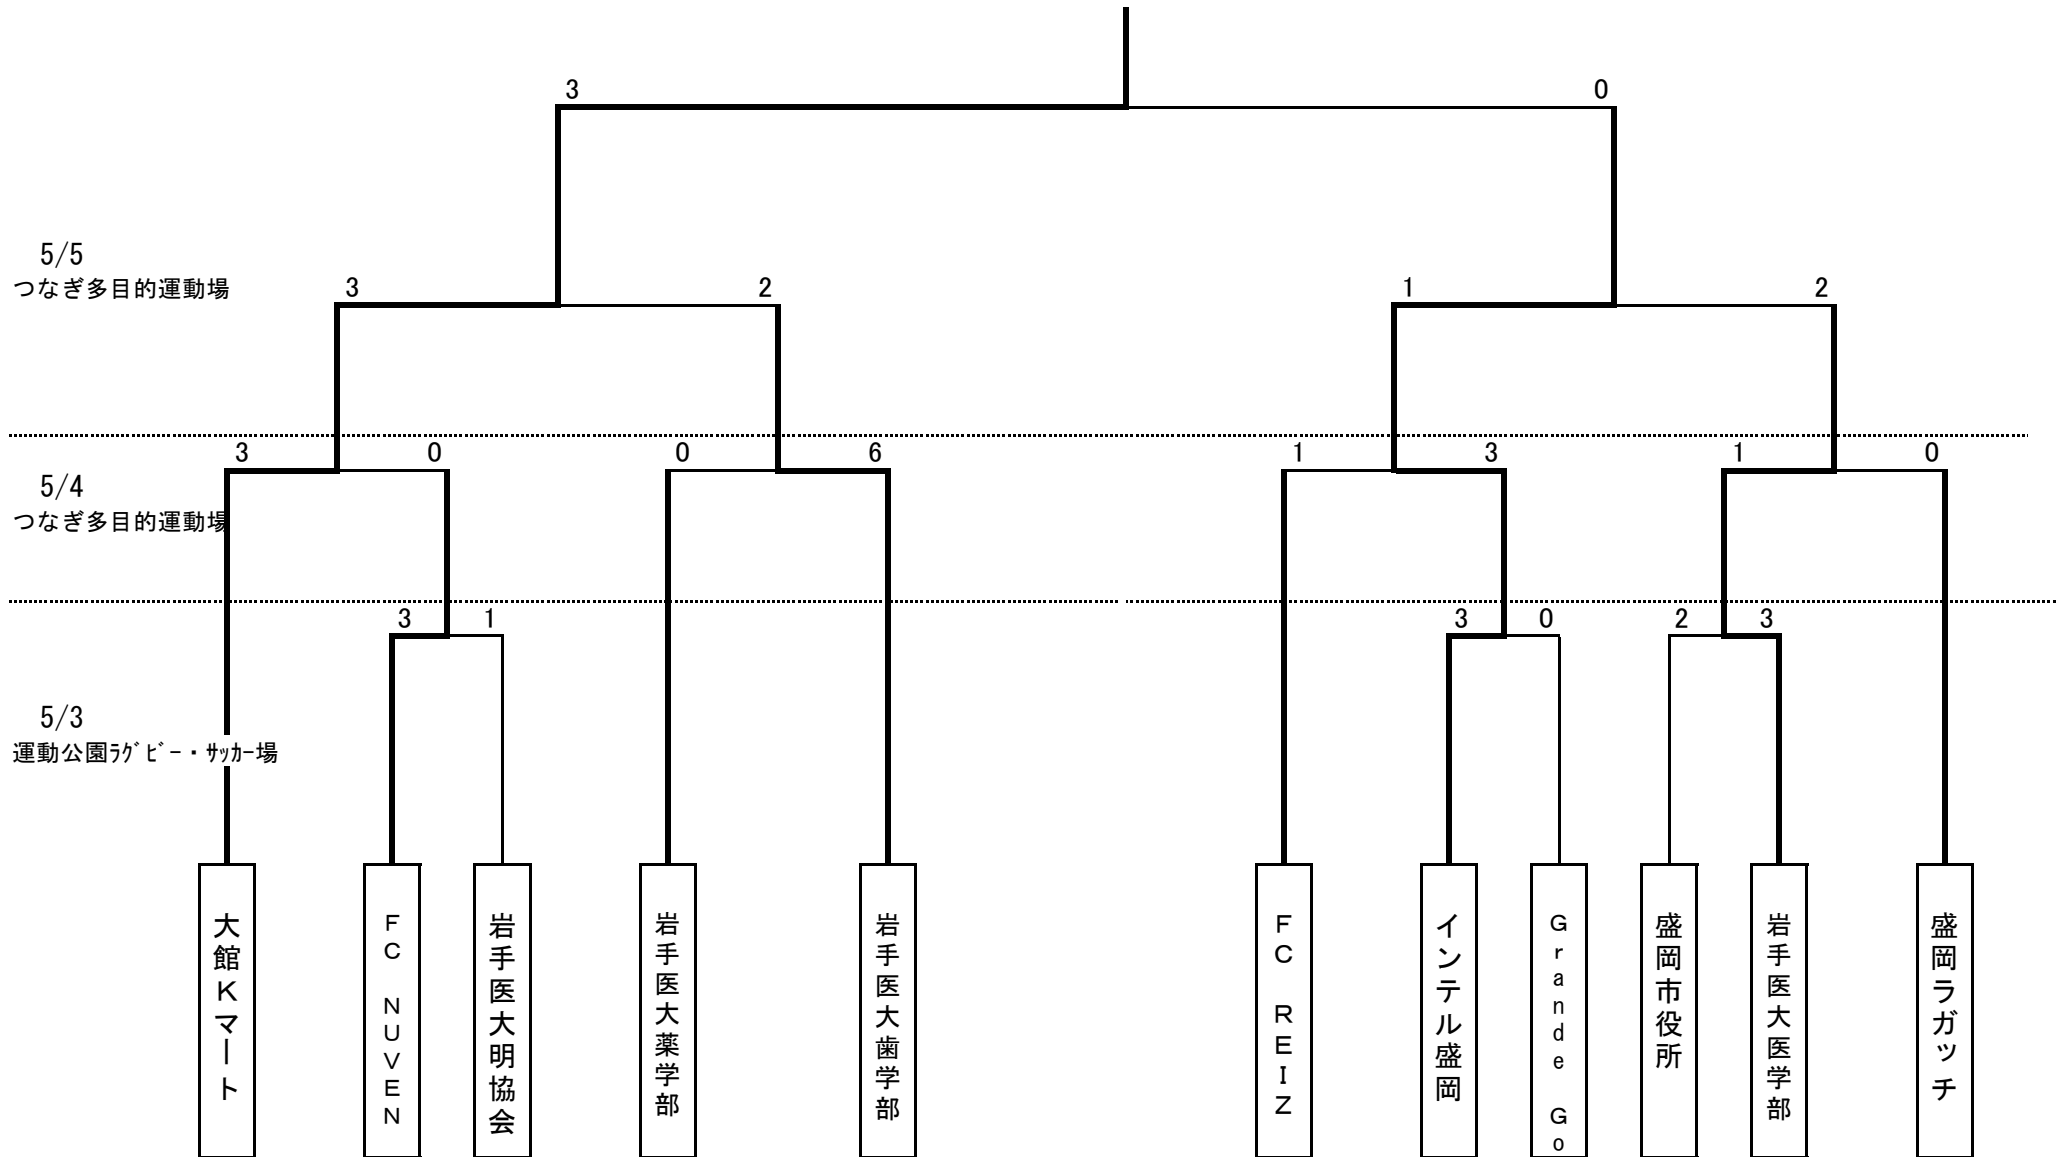 3 0
5/5
つなぎ多目的運動場
3 2 1 2
3 0 0 6 1 3 1 0
5/4
つなぎ多目的運動場
3 1 3 0 2 3
5/3
運動公園ﾗｸﾞﾋﾞｰ・ｻｯｶｰ場
大館Kマート
ＦＣ　ＮＵＶＥＮ
岩手医大明協会
岩手医大薬学部
岩手医大歯学部
ＦＣ　ＲＥＩＺ
インテル盛岡
Ｇｒａｎｄｅ　Ｇｏ
盛岡市役所
岩手医大医学部
盛岡ラガッチ